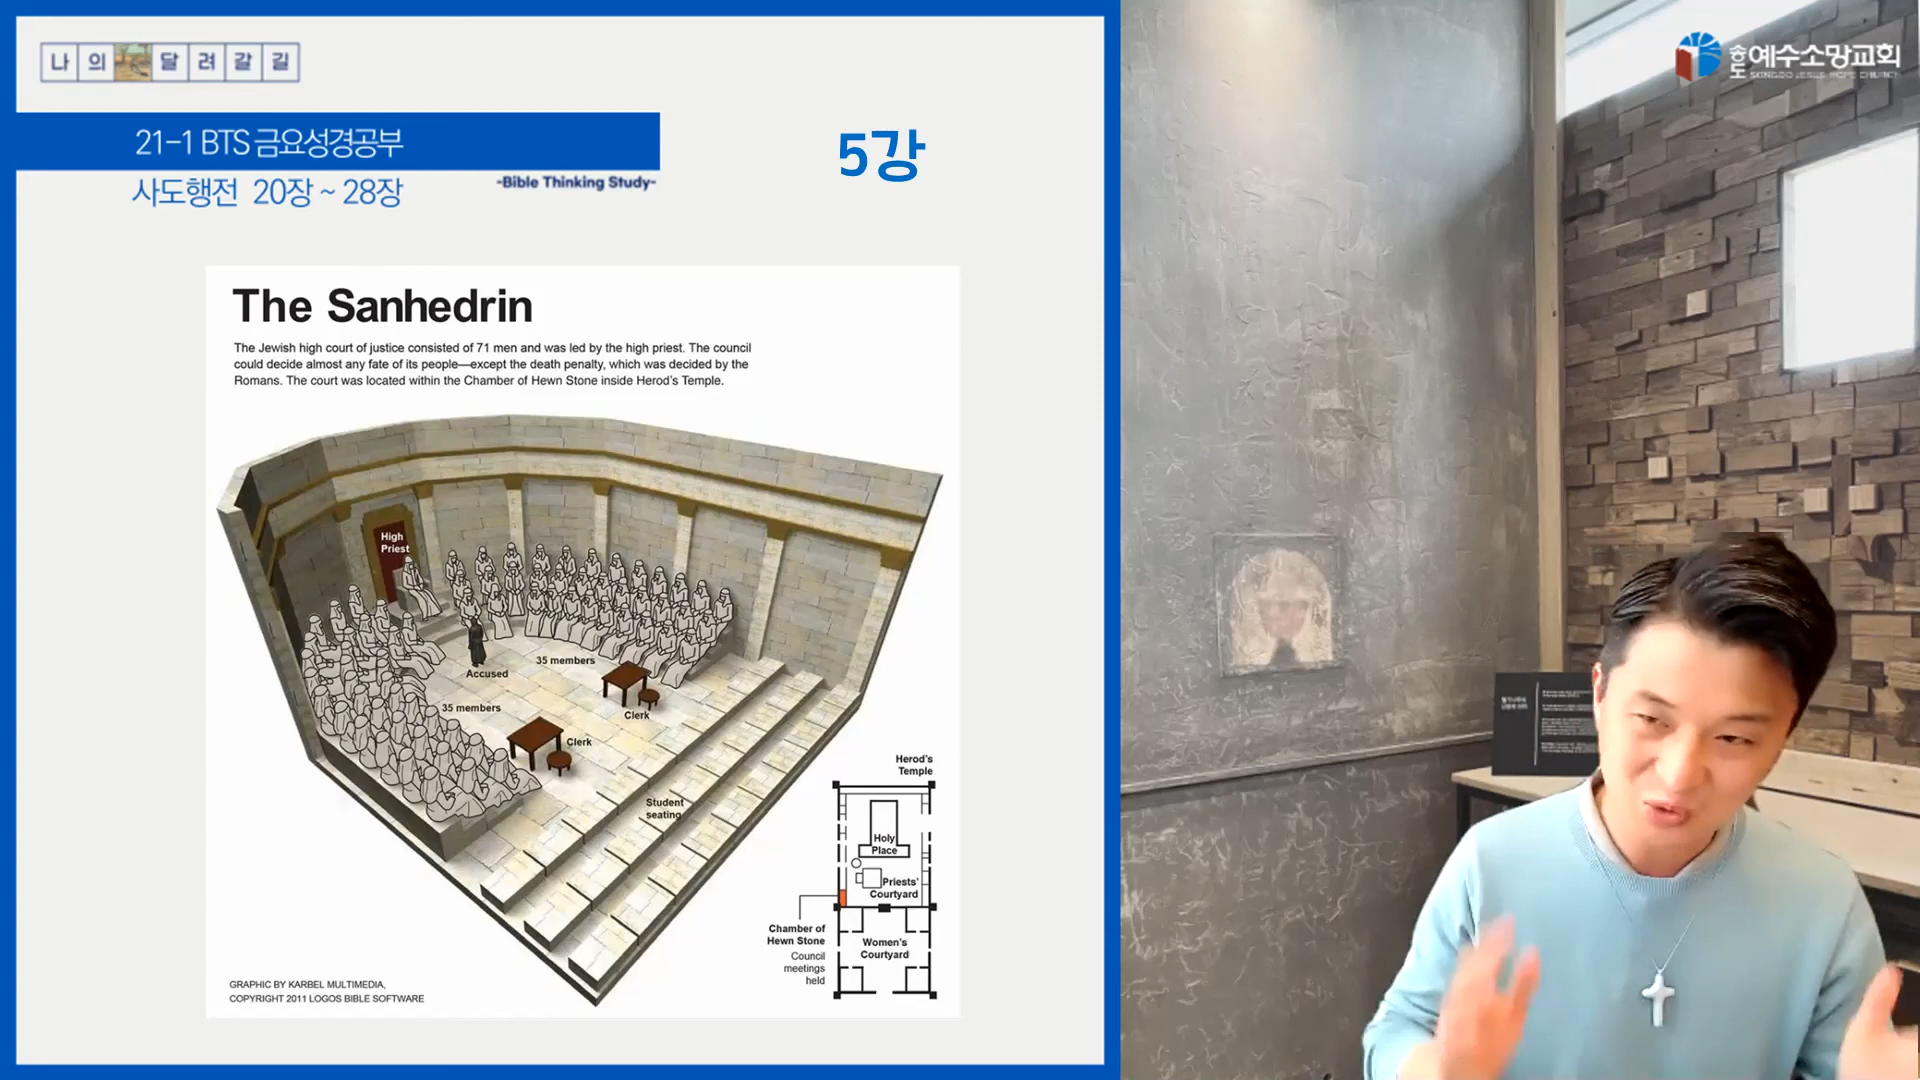 나의 달려갈길
21-1 BTS 금요성경공부
사도행전 20장 ~ 28장
-Bible Thinking Study-
5강
The Sanhedrin
The Jewish high court of justice consisted of 71 men and was led by the high priest. The council
could decide almost any fate of its people—except the death penalty, which was decided by the
Romans. The court was located within the Chamber of Hewn Stone inside Herod's Temple.
High
Priest
Accused
35 members
35 members
Clerk
Clerk
Student
seating
Herod's
Temple
Holy
Place
Priests'
Courtyard
Chamber of
Hewn Stone
Council
meetings
held
Women's
Courtyard
GRAPHIC BY KARBEL MULTIMEDIA,
COPYRIGHT 2011 LOGOS BIBLE SOFTWARE
송도예수소망교회
SONGDO JESUS HOPE CHURCH